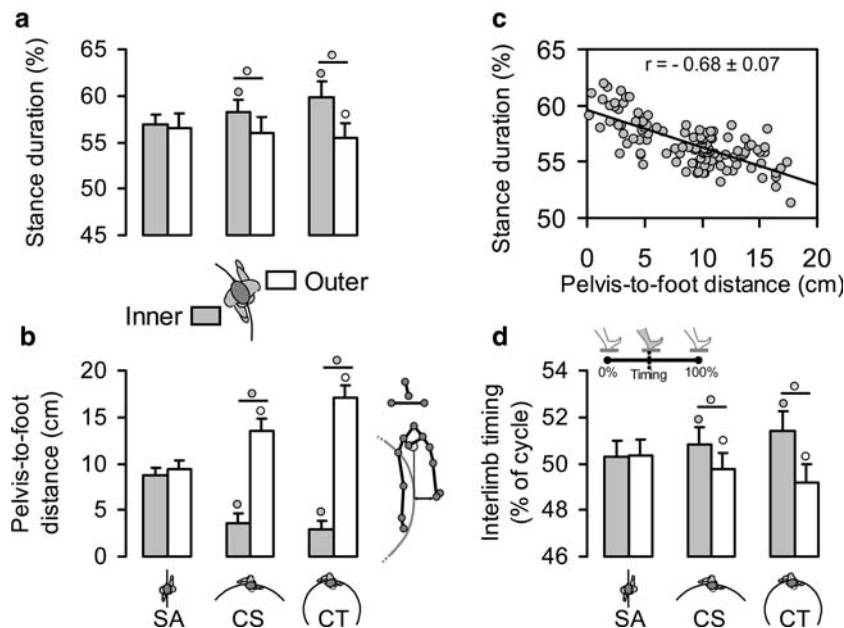 a
Stance duration (%)
65
60
55
50
45
Inner
Outer
b
Pelvis-to-foot
distance (cm)
20
15
10
5
0
SA
CS
CT
c
Stance duration (%)
65
60
55
50
r = - 0.68 ± 0.07
0 5 10 15 20
Pelvis-to-foot distance (cm)
d
Interlimb timing
(% of cycle)
0% Timing 100%
54
52
50
48
46
SA
CS
CT